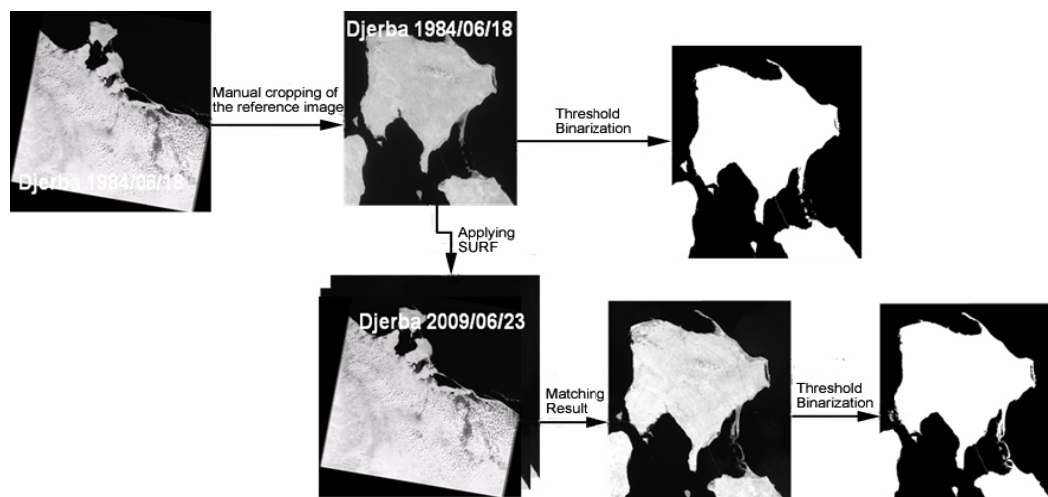 Djerba 1984/06/18
Manual cropping of
the reference image
Djerba 1984/06/18
Threshold
Binarization
Applying
SURF
Djerba 2009/06/23
Matching
Result
Threshold
Binarization